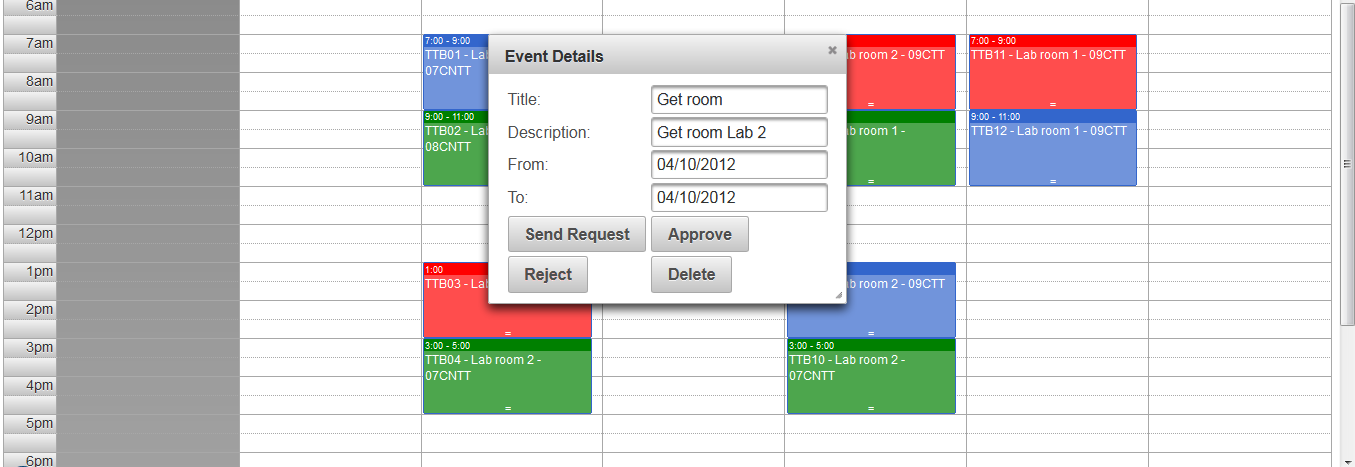 6am
7am
8am
9am
10am
11am
12pm
1pm
2pm
3pm
4pm
5pm
6pm
7:00 - 9:00
TTB01 - Lab
07CNTT
9:00 - 11:00
TTB02 - Lab
08CNTT
1:00
TTB03 - Lab
3:00 - 5:00
TTB04 - Lab room 2 -
07CNTT
Event Details
Title:
Get room
Description:
Get room Lab 2
From:
04/10/2012
To:
04/10/2012
Send Request
Approve
Reject
Delete
room 2 - 09CTT
room 1 -
room 2 - 09CTT
3:00 - 5:00
TTB10 - Lab room 2 -
07CNTT
7:00 - 9:00
TTB11 - Lab room 1 - 09CTT
9:00 - 11:00
TTB12 - Lab room 1 - 09CTT